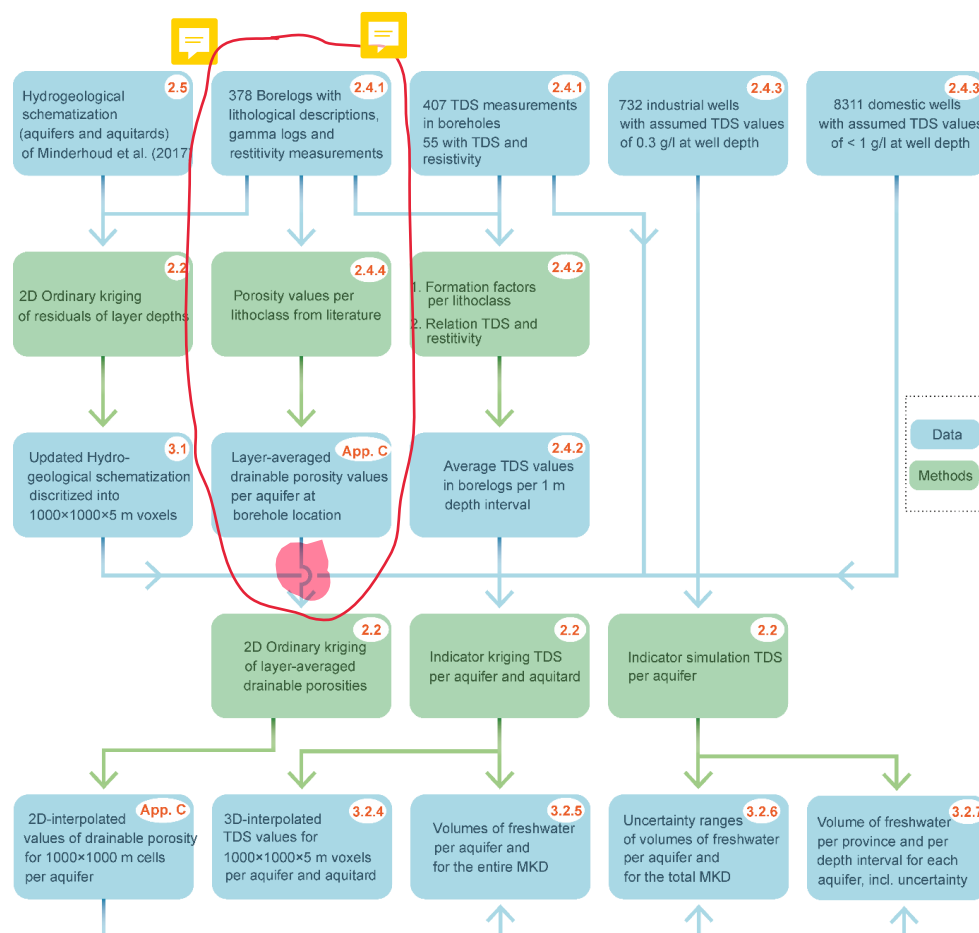 2.5
Hydrogeological
schematization
(aquifers and aquitards)
of Minderhoud et al. (2017)
2.4.1
378 Borelogs with
lithological descriptions,
gamma logs and
restitivity measurements
2.4.1
407 TDS measurements
in boreholes
55 with TDS and
resistivity
2.4.3
732 industrial wells
with assumed TDS values
of 0.3 g/l at well depth
2.4.3
8311 domestic wells
with assumed TDS values
of < 1 g/l at well depth
2.2
2D Ordinary kriging
of residuals of layer depths
2.4.4
Porosity values per
lithoclass from literature
2.4.2
1. Formation factors
per lithoclass
2. Relation TDS and
restitivity
3.1
Updated Hydro-
geological schematization
discritized into
1000×1000×5 m voxels
App. C
Layer-averaged
drainable porosity values
per aquifer at
borehole location
2.4.2
Average TDS values
in borelogs per 1 m
depth interval
Data
Methods
2.2
2D Ordinary kriging
of layer-averaged
drainable porosities
2.2
Indicator kriging TDS
per aquifer and aquitard
2.2
Indicator simulation TDS
per aquifer
App. C
2D-interpolated
values of drainable porosity
for 1000×1000 m cells
per aquifer
3.2.4
3D-interpolated
TDS values for
1000×1000×5 m voxels
per aquifer and aquitard
3.2.5
Volumes of freshwater
per aquifer and
for the entire MKD
3.2.6
Uncertainty ranges
of volumes of freshwater
per aquifer and
for the total MKD
3.2.7
Volume of freshwater
per province and per
depth interval for each
aquifer, incl. uncertainty